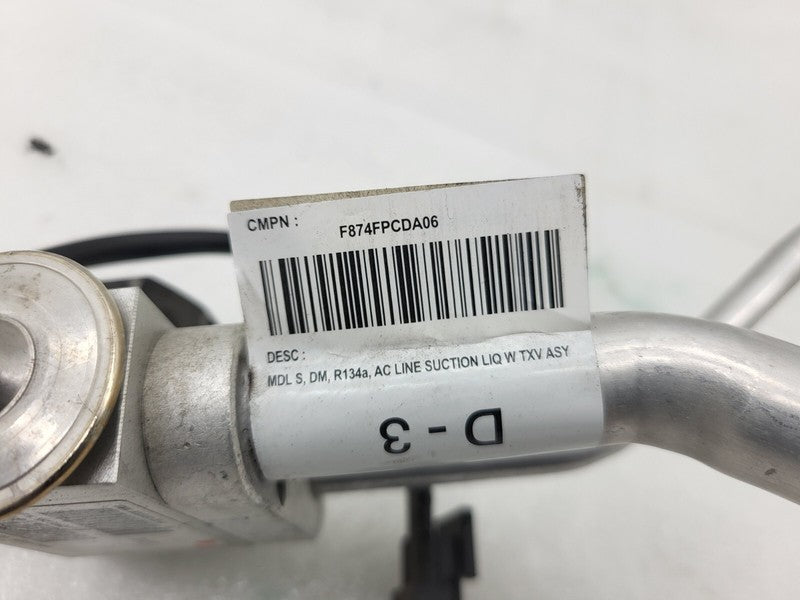 CMPN : F874FPCDA06
DESC :
MDL S, DM, R134a, AC LINE SUCTION LIQ W TXV ASY
D - 3